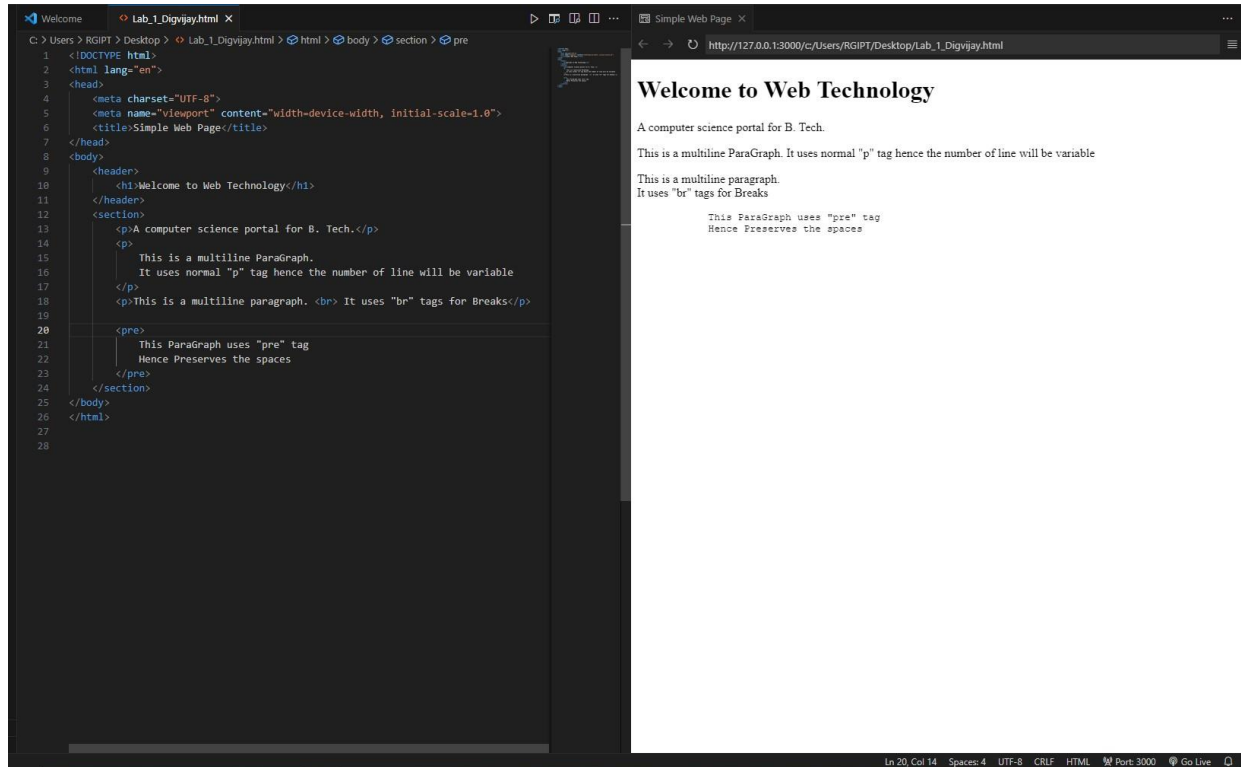 Welcome
Lab_1_Digvijay.html
C: > Users > RGIPT > Desktop > Lab_1_Digvijay.html > html > body > section > pre
1 <!DOCTYPE html>
2 <html lang="en">
3 <head>
4 <meta charset="UTF-8">
5 <meta name="viewport" content="width=device-width, initial-scale=1.0">
6 <title>Simple Web Page</title>
7 </head>
8 <body>
9 <header>
10 <h1>Welcome to Web Technology</h1>
11 </header>
12 <section>
13 <p>A computer science portal for B. Tech.</p>
14 <p>
15 This is a multiline ParaGraph.
16 It uses normal "p" tag hence the number of line will be variable
17 </p>
18 <p>This is a multiline paragraph. <br> It uses "br" tags for Breaks</p>
19
20 <pre>
21 This ParaGraph uses "pre" tag
22 Hence Preserves the spaces
23 </pre>
24 </section>
25 </body>
26 </html>
27
28
Simple Web Page
http://127.0.0.1:3000/c:/Users/RGIPT/Desktop/Lab_1_Digvijay.html
Welcome to Web Technology
A computer science portal for B. Tech.
This is a multiline ParaGraph. It uses normal "p" tag hence the number of line will be variable
This is a multiline paragraph.
It uses "br" tags for Breaks
This ParaGraph uses "pre" tag
Hence Preserves the spaces
Ln 20, Col 14 Spaces: 4 UTF-8 CRLF HTML Port: 3000 Go Live